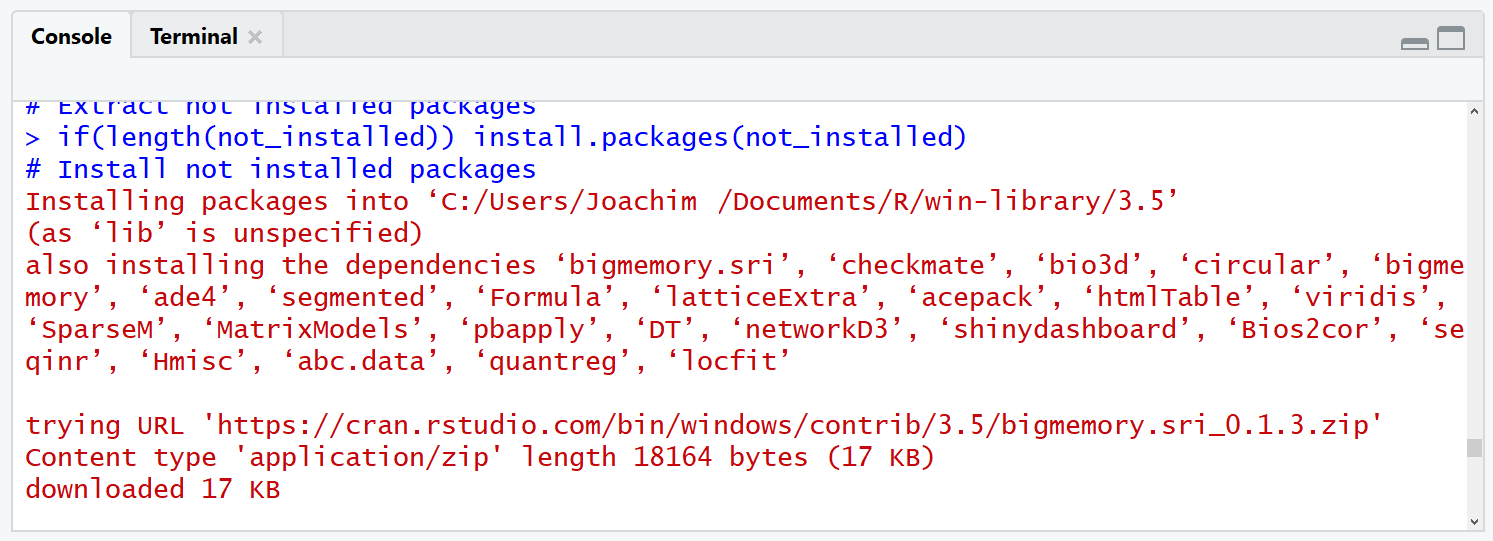 Console Terminal
# Extract not installed packages
> if(length(not_installed)) install.packages(not_installed)
# Install not installed packages
Installing packages into ‘C:/Users/Joachim /Documents/R/win-library/3.5’
(as ‘lib’ is unspecified)
also installing the dependencies ‘bigmemory.sri’, ‘checkmate’, ‘bio3d’, ‘circular’, ‘bigme
mory’, ‘ade4’, ‘segmented’, ‘Formula’, ‘latticeExtra’, ‘acepack’, ‘htmlTable’, ‘viridis’,
‘SparseM’, ‘MatrixModels’, ‘pbapply’, ‘DT’, ‘networkD3’, ‘shinydashboard’, ‘Bios2cor’, ‘se
qinr’, ‘Hmisc’, ‘abc.data’, ‘quantreg’, ‘locfit’
trying URL 'https://cran.rstudio.com/bin/windows/contrib/3.5/bigmemory.sri_0.1.3.zip'
Content type 'application/zip' length 18164 bytes (17 KB)
downloaded 17 KB